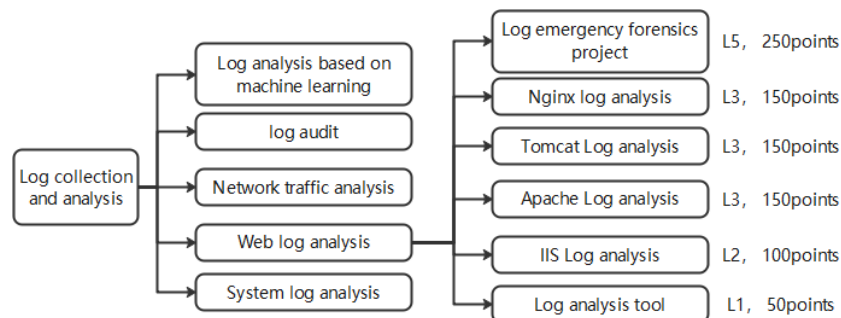 Log collection
and analysis
Log analysis based on
machine learning
log audit
Network traffic analysis
Web log analysis
System log analysis
Log emergency forensics
project
L5, 250points
Nginx log analysis
L3, 150points
Tomcat Log analysis
L3, 150points
Apache Log analysis
L3, 150points
IIS Log analysis
L2, 100points
Log analysis tool
L1, 50points